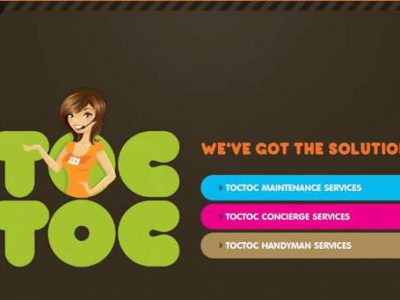 TOC
TOC
WE'VE GOT THE SOLUTION
TOCTOC MAINTENANCE SERVICES
TOCTOC CONCIERGE SERVICES
TOCTOC HANDYMAN SERVICES